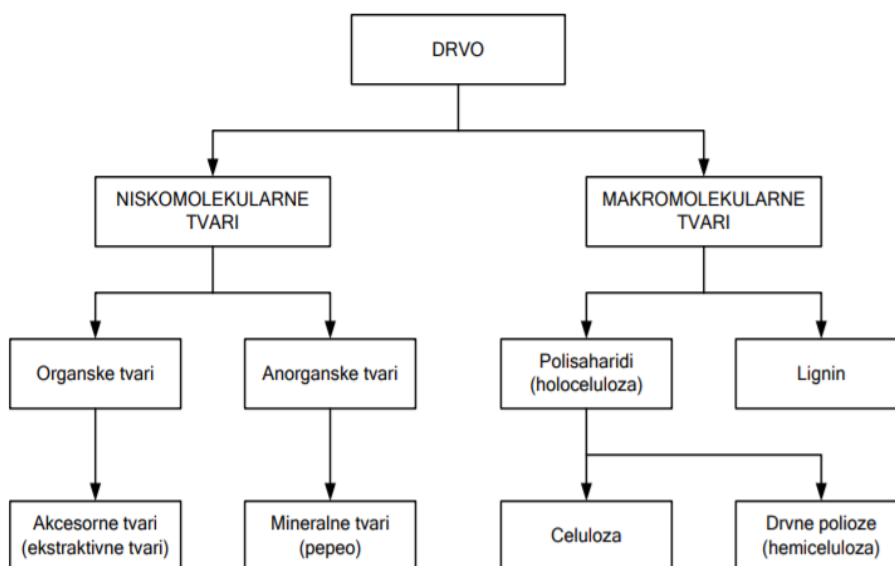 DRVO
NISKOMOLEKULARNE
TVARI
MAKROMOLEKULARNE
TVARI
Organske tvari
Anorganske tvari
Polisaharidi
(holoceluloza)
Lignin
Akcesorne tvari
(ekstraktivne tvari)
Mineralne tvari
(pepeo)
Celuloza
Drvne polioze
(hemiceluloza)